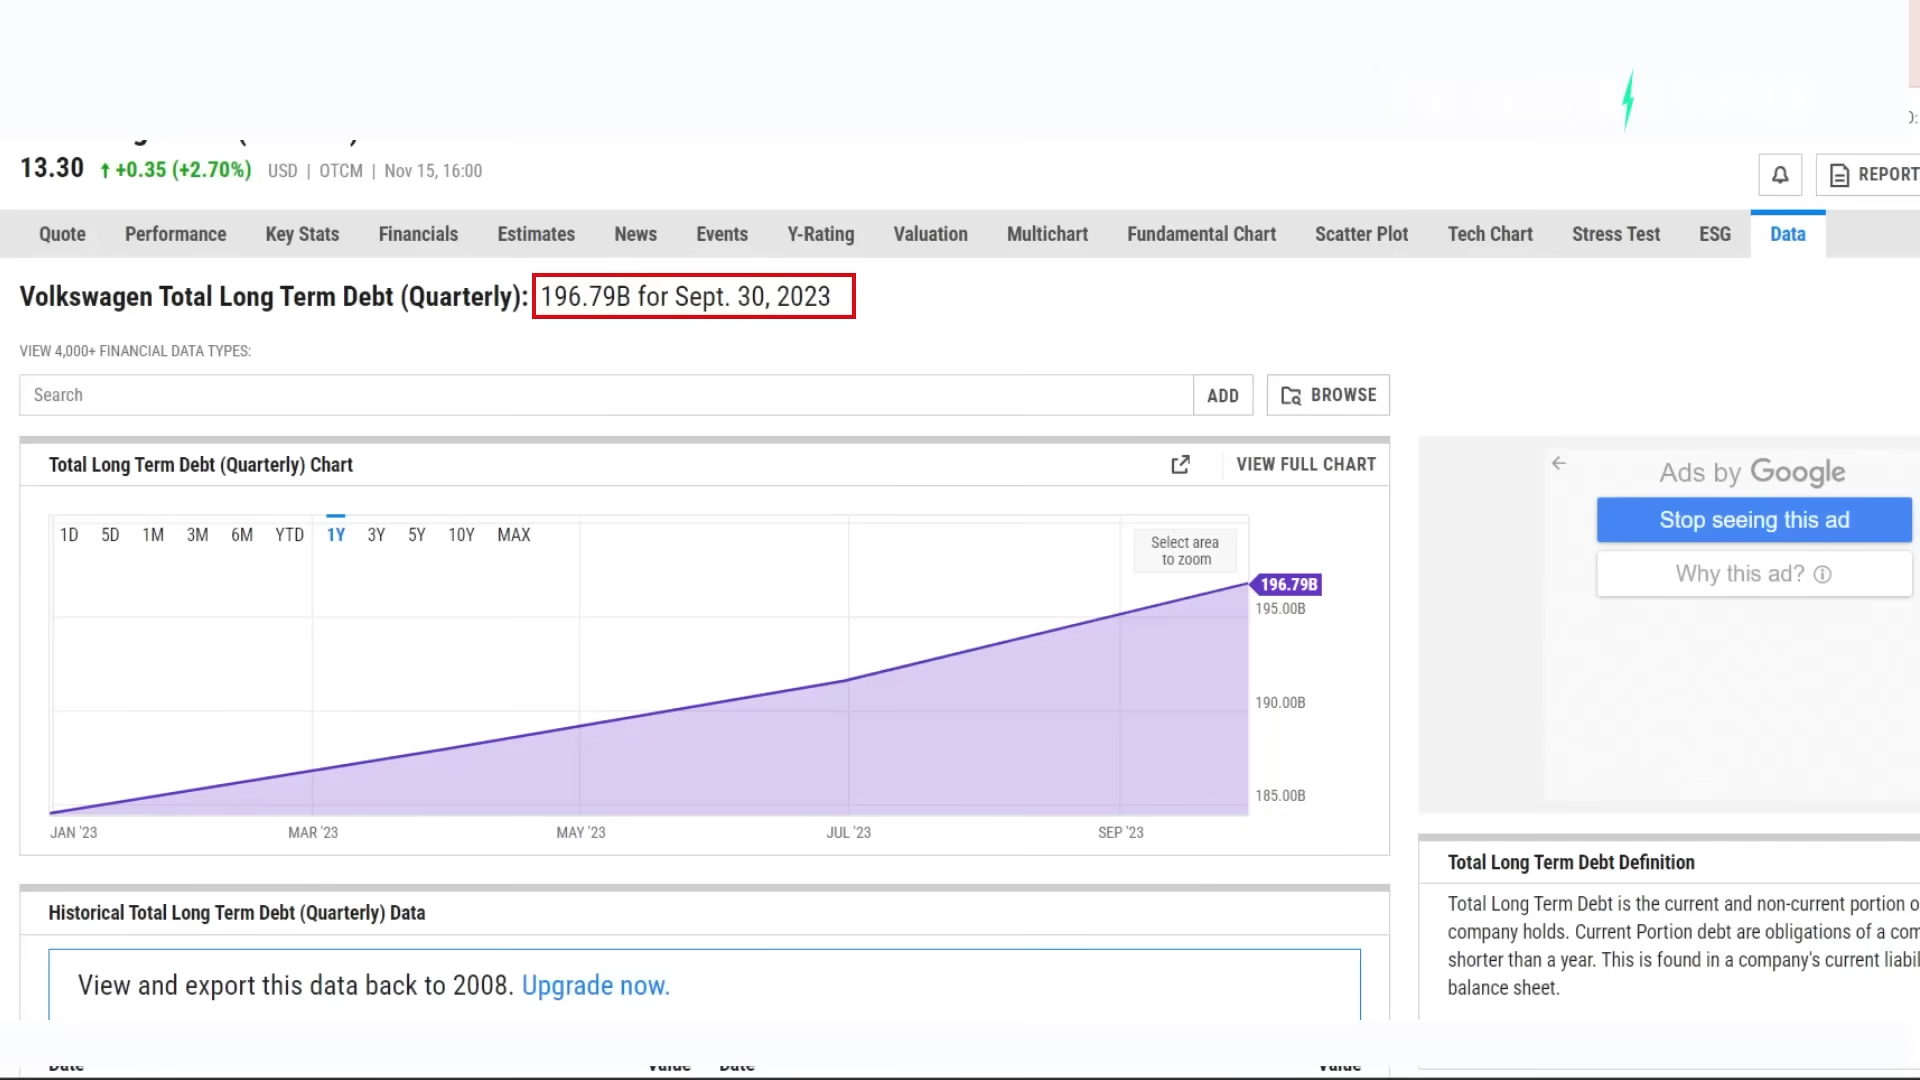 13.30 +0.35 (+2.70%) USD | OTCM | Nov 15, 16:00
REPORT
Quote Performance Key Stats Financials Estimates News Events Y-Rating Valuation Multichart Fundamental Chart Scatter Plot Tech Chart Stress Test ESG Data
Volkswagen Total Long Term Debt (Quarterly): 196.79B for Sept. 30, 2023
VIEW 4,000+ FINANCIAL DATA TYPES:
Search ADD BROWSE
Total Long Term Debt (Quarterly) Chart VIEW FULL CHART
1D 5D 1M 3M 6M YTD 1Y 3Y 5Y 10Y MAX
Select area
to zoom
196.79B
195.00B
190.00B
185.00B
JAN '23 MAR '23 MAY '23 JUL '23 SEP '23
Ads by Google
Stop seeing this ad
Why this ad?
Historical Total Long Term Debt (Quarterly) Data
View and export this data back to 2008. Upgrade now.
Date Value Date Value
Total Long Term Debt Definition
Total Long Term Debt is the current and non-current portion
company holds. Current Portion debt are obligations of a
shorter than a year. This is found in a company's current
balance sheet.